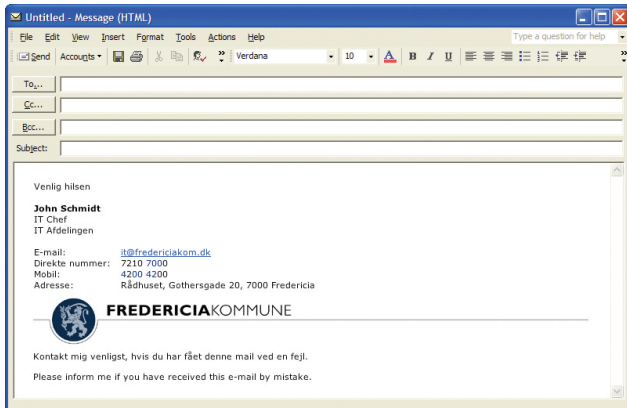 Untitled - Message (HTML)
File Edit View Insert Format Tools Actions Help Type a question for help
Send Accounts Verdana 10 A B I U
To...
Cc...
Bcc...
Subject:
Venlig hilsen
John Schmidt
IT Chef
IT Afdelingen
E-mail: it@fredericiakom.dk
Direkte nummer: 7210 7000
Mobil: 4200 4200
Adresse: Rådhuset, Gothersgade 20, 7000 Fredericia
FREDERICIAKOMMUNE
Kontakt mig venligst, hvis du har fået denne mail ved en fejl.
Please inform me if you have received this e-mail by mistake.